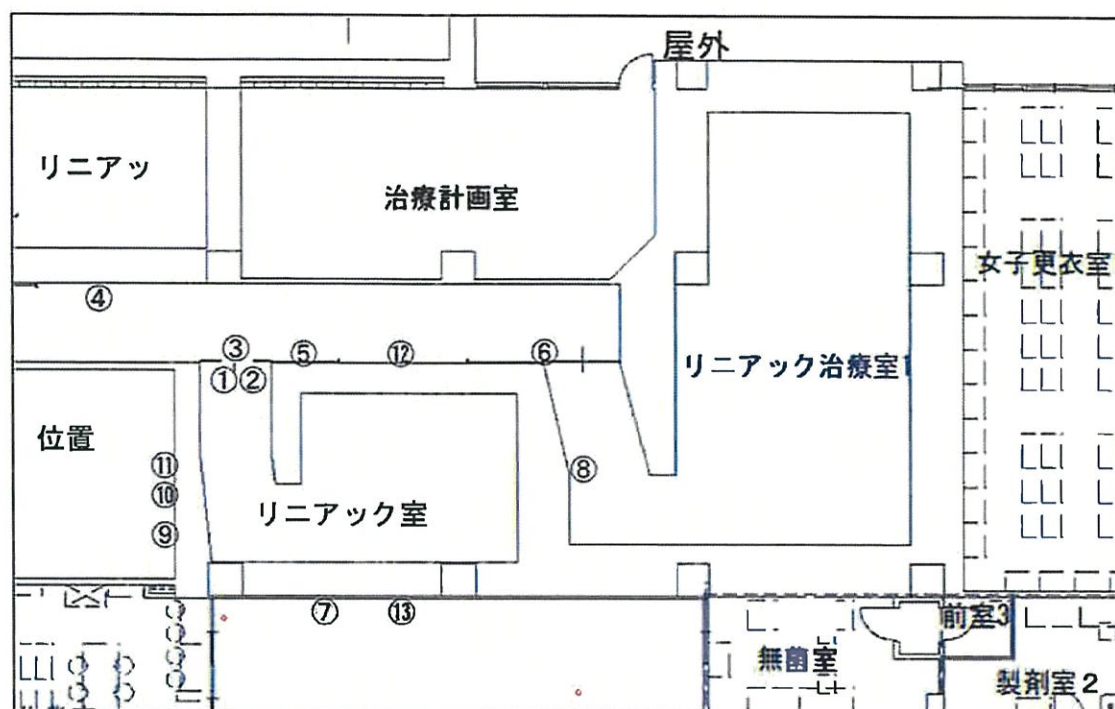 屋外
リニアッ
治療計画室
女子更衣室
④
③
⑤
⑫
⑥
①
②
リニアック治療室1
位置
⑪
⑧
⑩
リニアック室
⑨
⑦
⑬
前室3
無菌室
製剤室2